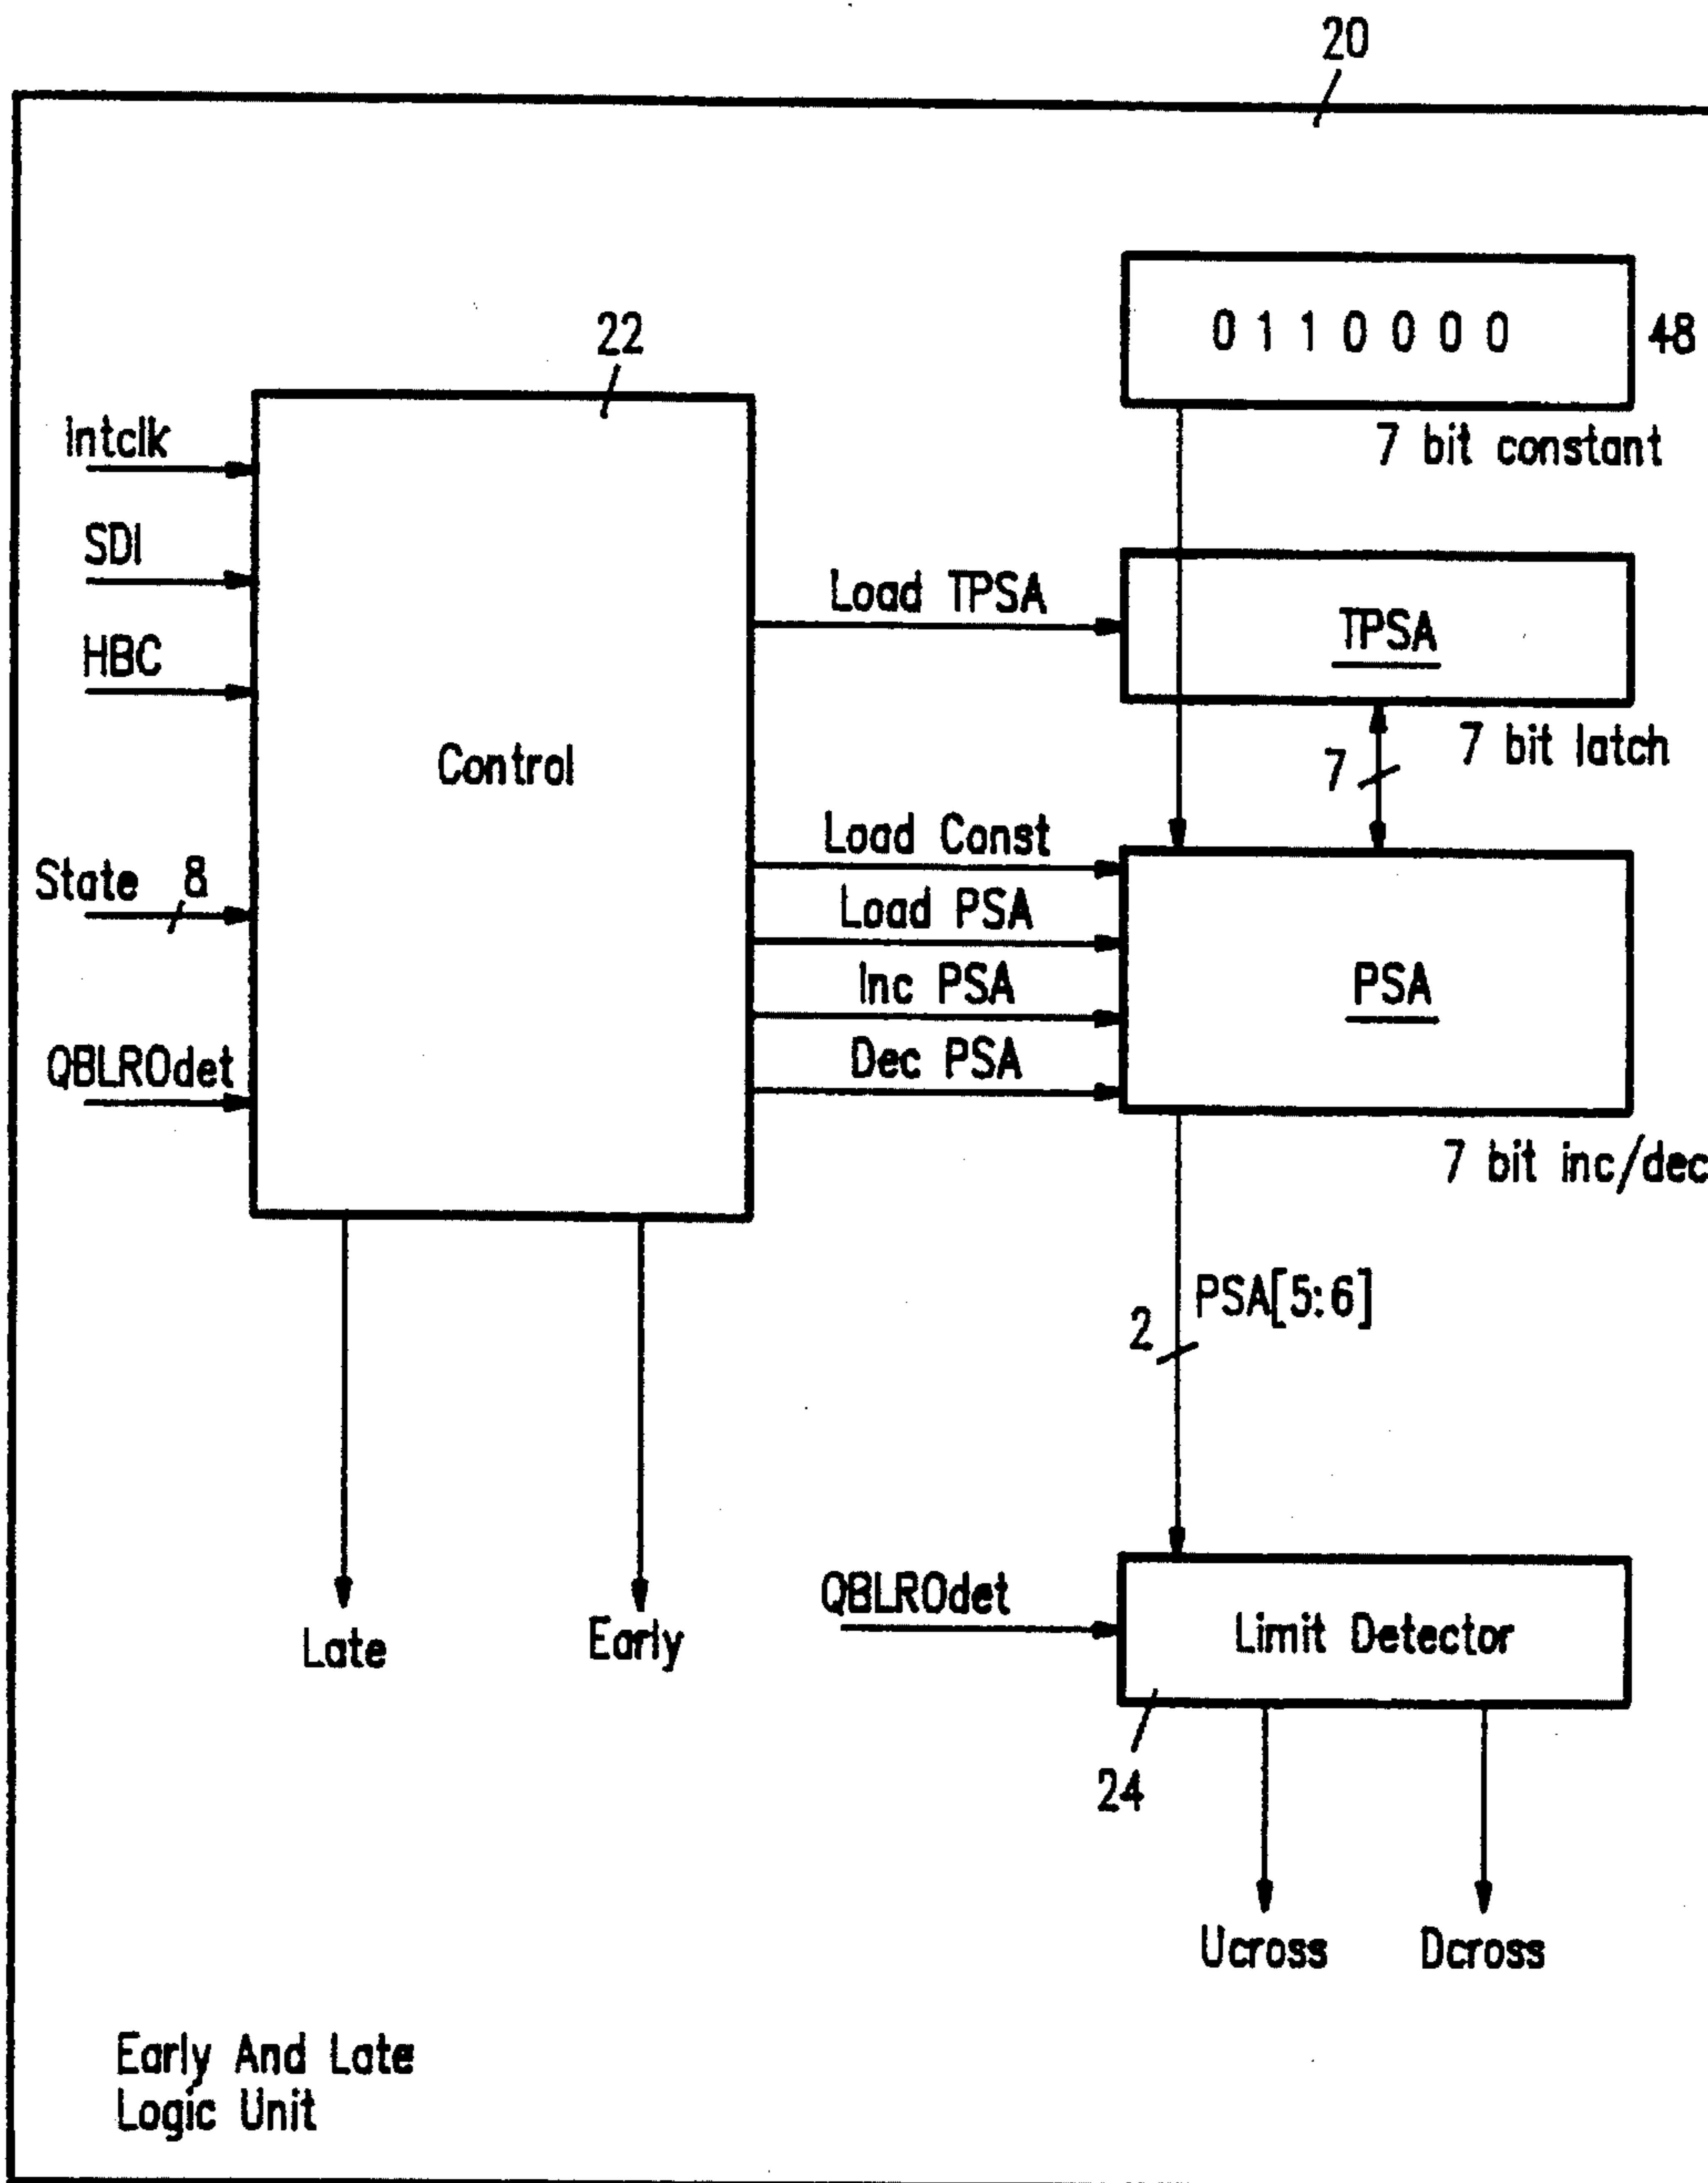 20
22
0 1 1 0 0 0 0
48
7 bit constant
Intclk
SDI
HBC
State 8
QBLROdet
Control
Load TPSA
TPSA
7 bit latch
7
Load Const
Load PSA
Inc PSA
Dec PSA
PSA
7 bit inc/dec
PSA[5:6]
2
QBLROdet
Limit Detector
24
Late
Early
Ucross
Dcross
Early And Late
Logic Unit